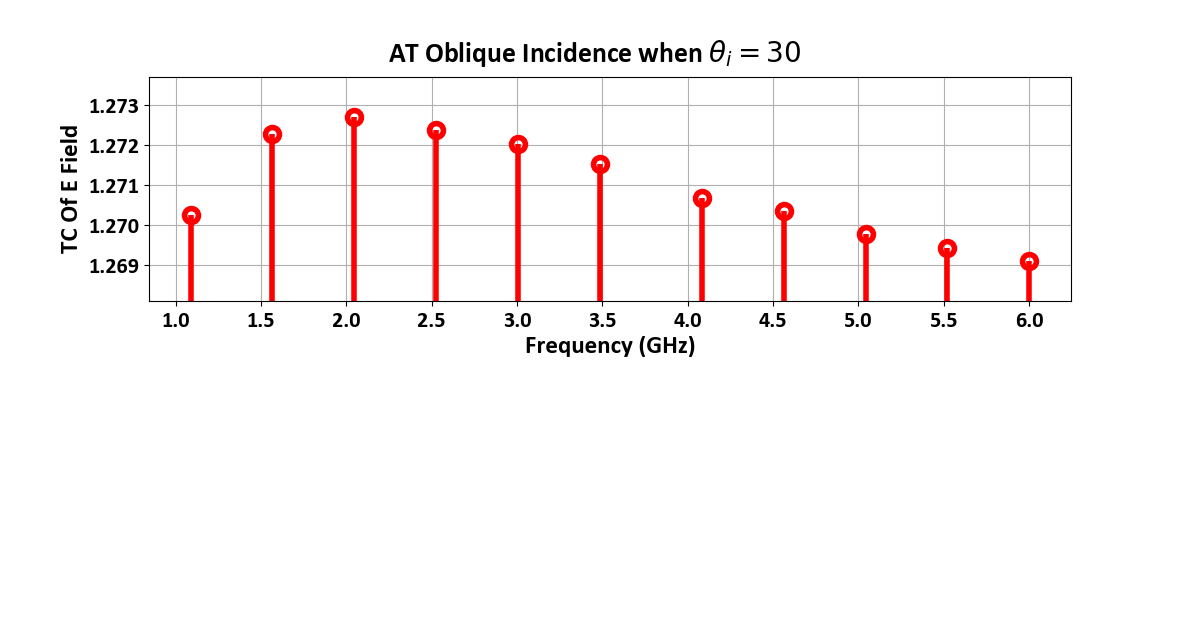 AT Oblique Incidence when θᵢ = 30
TC Of E Field
1.273
1.272
1.271
1.270
1.269
1.0 1.5 2.0 2.5 3.0 3.5 4.0 4.5 5.0 5.5 6.0
Frequency (GHz)